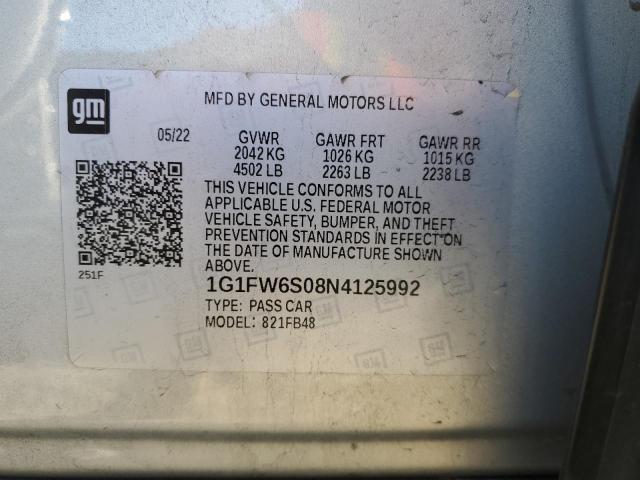 gm
MFD BY GENERAL MOTORS LLC
05/22 GVWR GAWR FRT GAWR RR
2042 KG 1026 KG 1015 KG
4502 LB 2263 LB 2238 LB
THIS VEHICLE CONFORMS TO ALL
APPLICABLE U.S. FEDERAL MOTOR
VEHICLE SAFETY, BUMPER, AND THEFT
PREVENTION STANDARDS IN EFFECT ON
THE DATE OF MANUFACTURE SHOWN
ABOVE.
251F
1G1FW6S08N4125992
TYPE: PASS CAR
MODEL: 821FB48